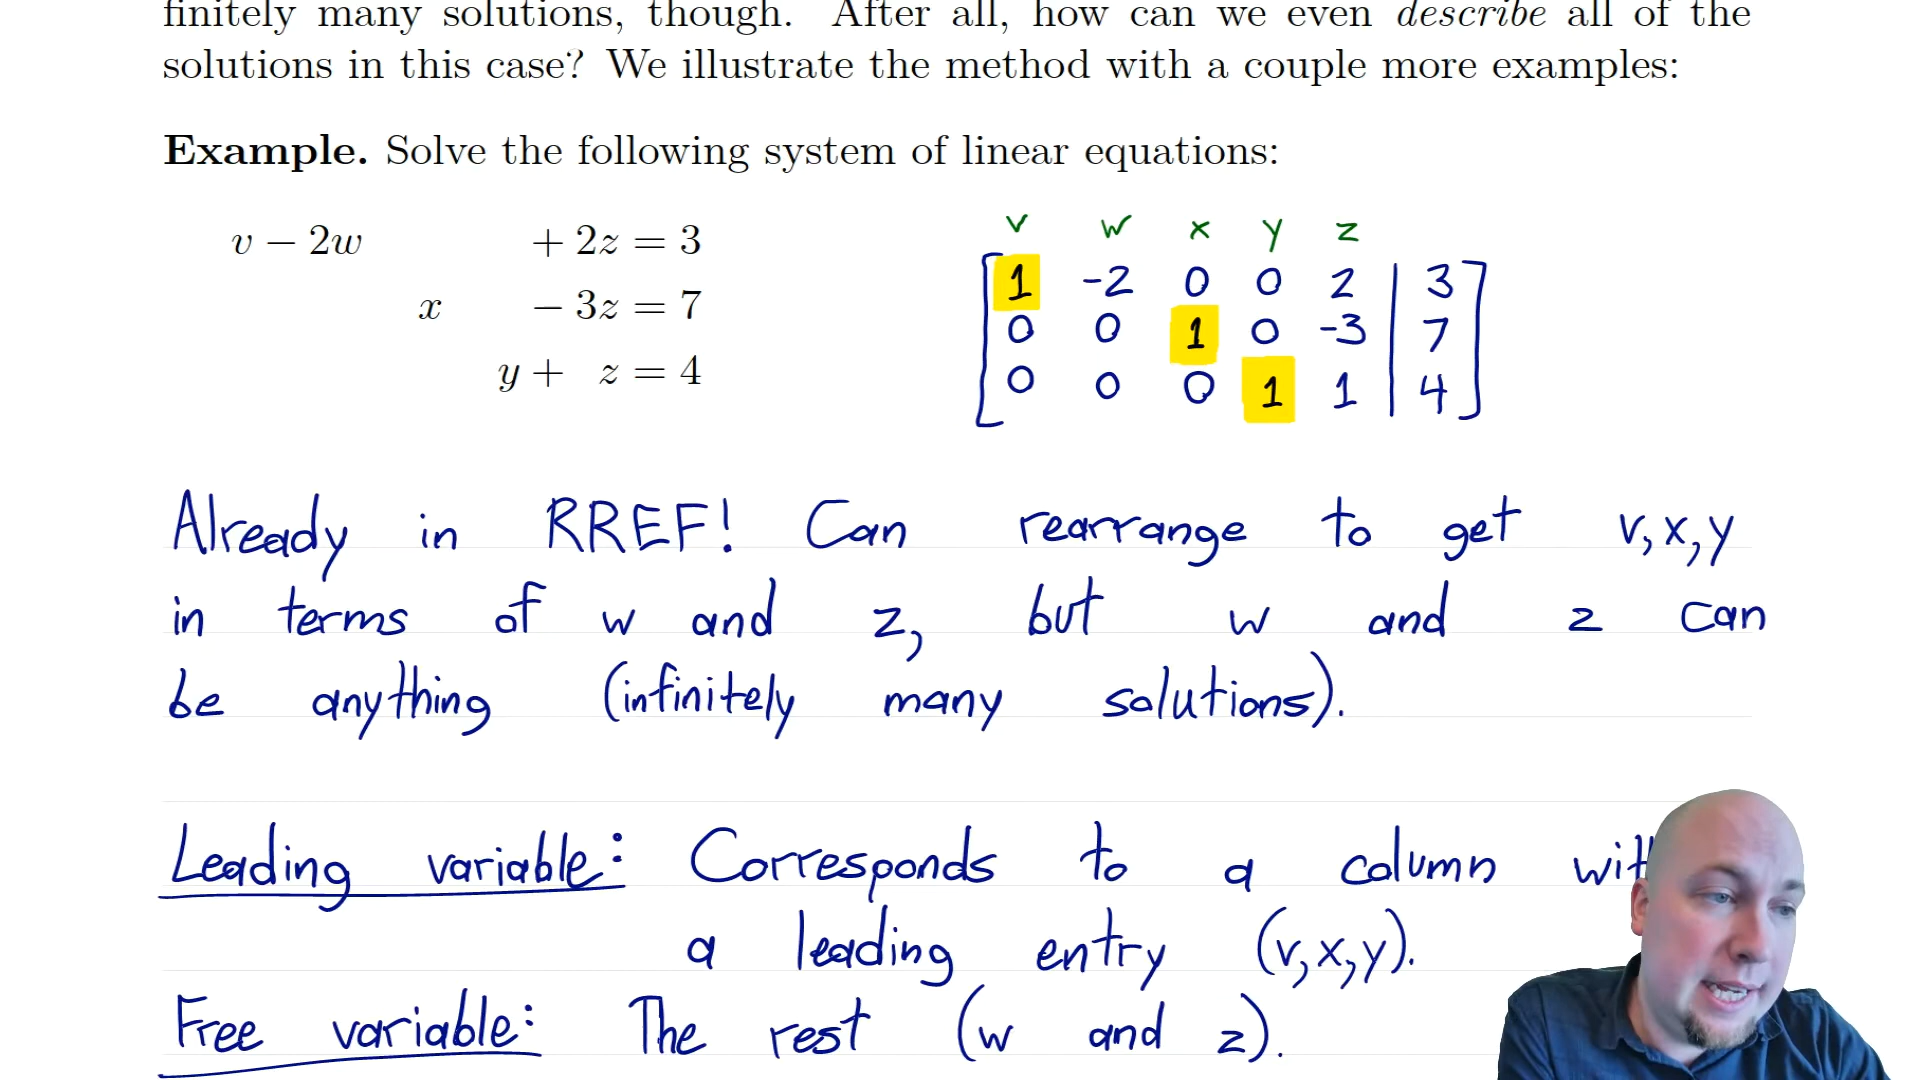 finitely many solutions, though. After all, how can we even describe all of the
solutions in this case? We illustrate the method with a couple more examples:
Example. Solve the following system of linear equations:
v − 2w + 2z = 3
x − 3z = 7
y + z = 4
v w x y z
1 -2 0 0 2 | 3
0 0 1 0 -3 | 7
0 0 0 1 1 | 4
Already in RREF! Can rearrange to get v, x, y
in terms of w and z, but w and z can
be anything (infinitely many solutions).
Leading variable: Corresponds to a column
a leading entry (v, x, y).
Free variable: The rest (w and z).